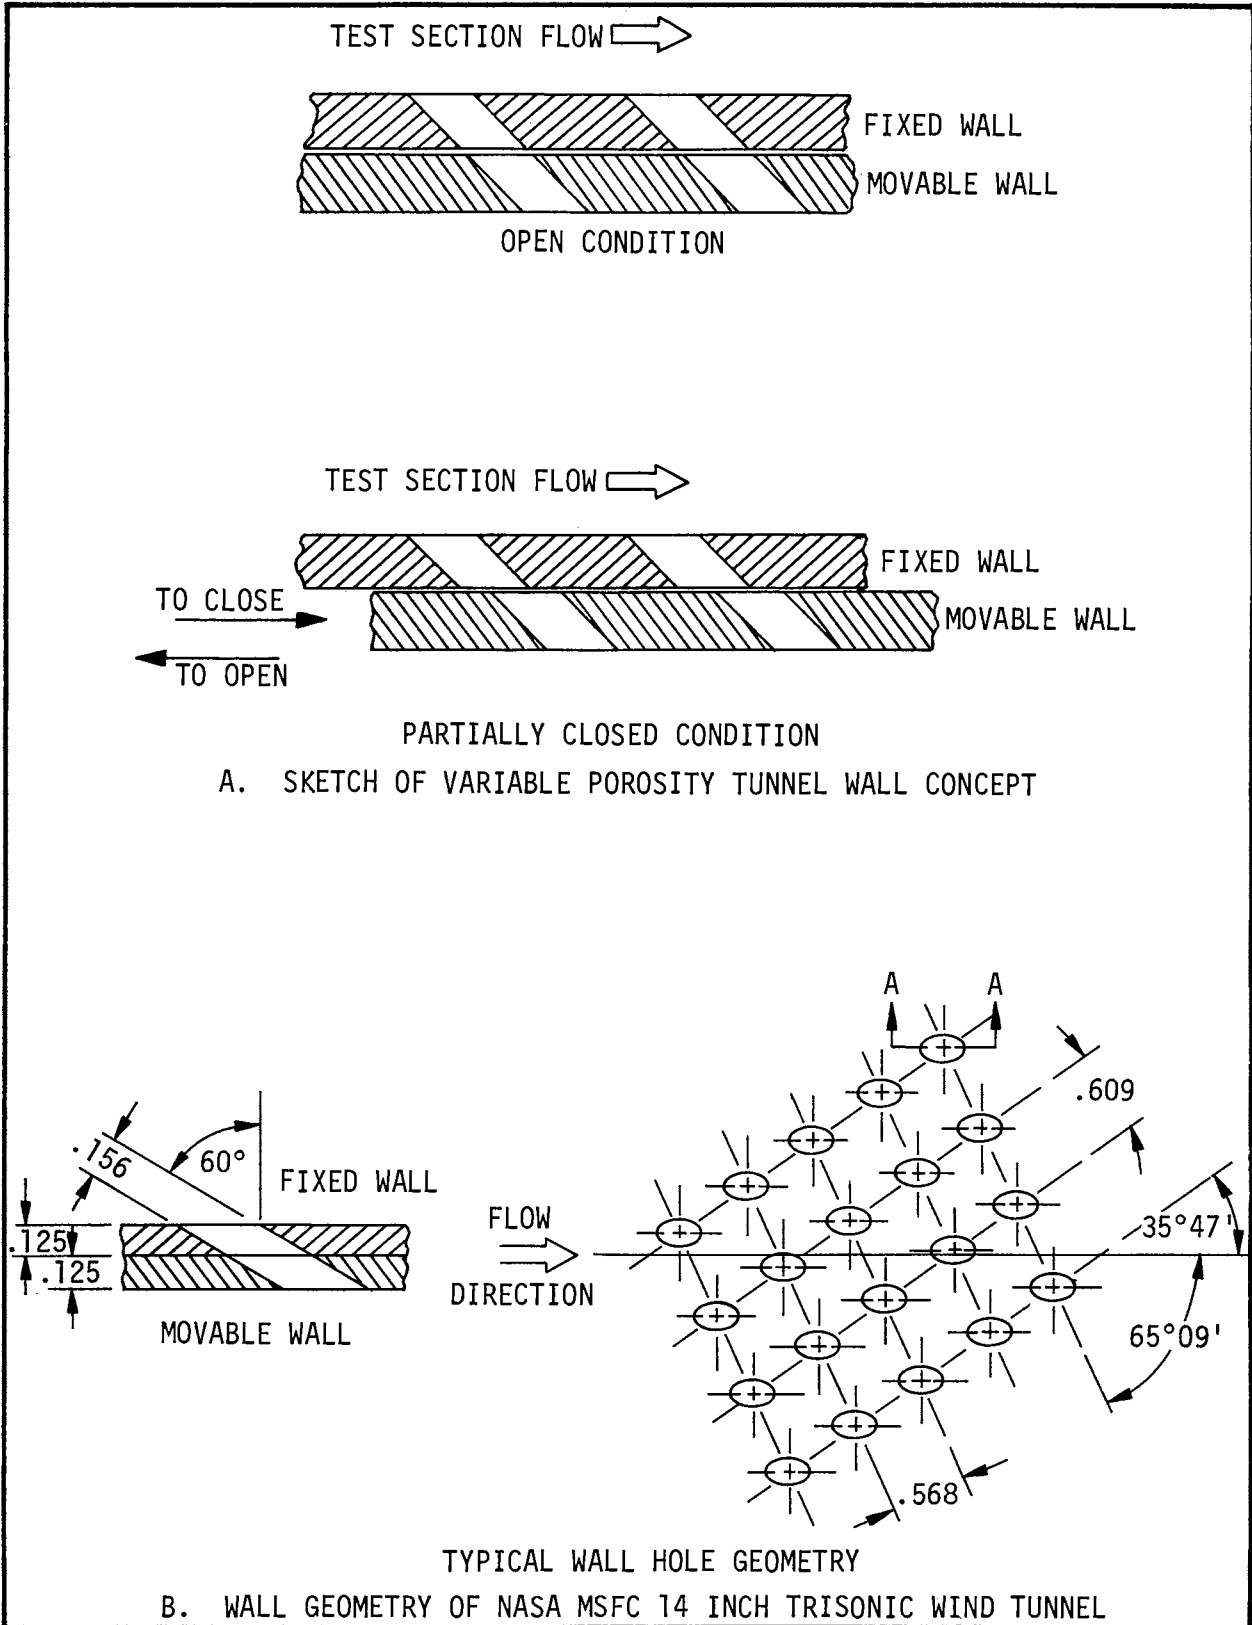 TEST SECTION FLOW
FIXED WALL
MOVABLE WALL
OPEN CONDITION
TEST SECTION FLOW
FIXED WALL
TO CLOSE
MOVABLE WALL
TO OPEN
PARTIALLY CLOSED CONDITION
A. SKETCH OF VARIABLE POROSITY TUNNEL WALL CONCEPT
A A
.609
.156
60°
FIXED WALL
FLOW
DIRECTION
35°47'
.125
.125
65°09'
MOVABLE WALL
.568
TYPICAL WALL HOLE GEOMETRY
B. WALL GEOMETRY OF NASA MSFC 14 INCH TRISONIC WIND TUNNEL